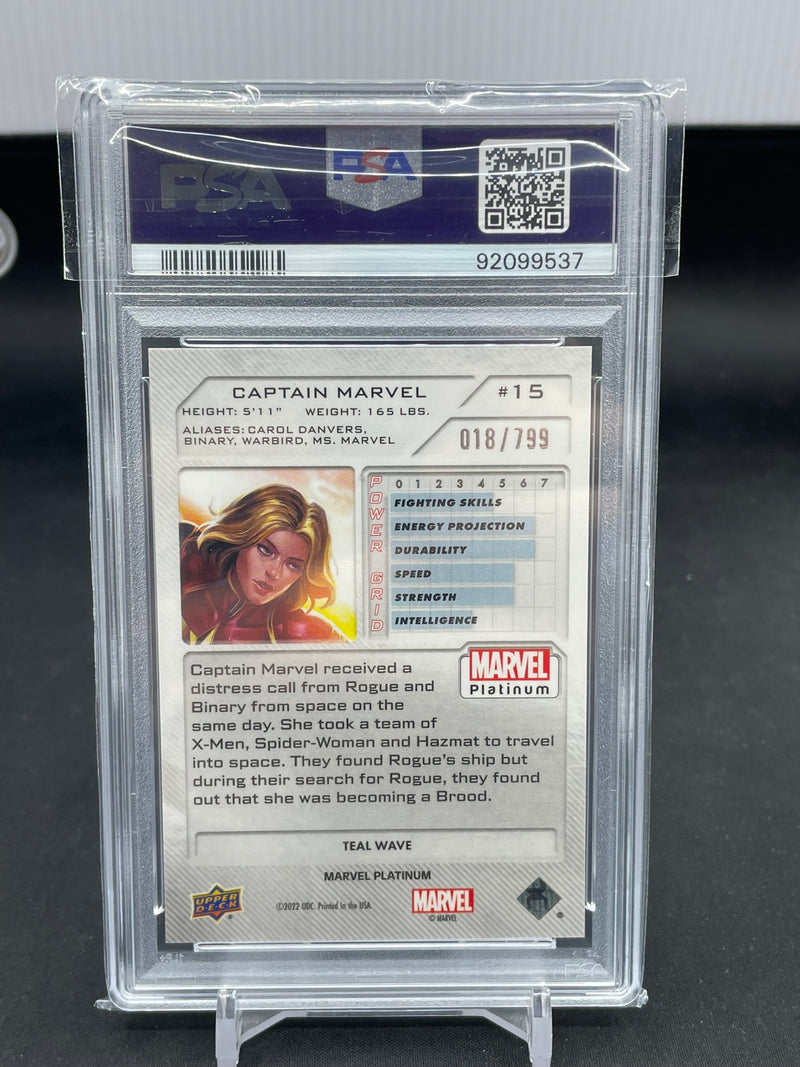 PSA
PSA
92099537
CAPTAIN MARVEL
#15
HEIGHT: 5'11" WEIGHT: 165 LBS.
ALIASES: CAROL DANVERS,
BINARY, WARBIRD, MS. MARVEL
018/799
POWER GRID
0 1 2 3 4 5 6 7
FIGHTING SKILLS
ENERGY PROJECTION
DURABILITY
SPEED
STRENGTH
INTELLIGENCE
MARVEL
Platinum
Captain Marvel received a
distress call from Rogue and
Binary from space on the
same day. She took a team of
X-Men, Spider-Woman and Hazmat to travel
into space. They found Rogue's ship but
during their search for Rogue, they found
out that she was becoming a Brood.
TEAL WAVE
MARVEL PLATINUM
UPPER
D·E·C·K
®
©2022 UDC. Printed in the USA.
MARVEL
© MARVEL
®
PSA